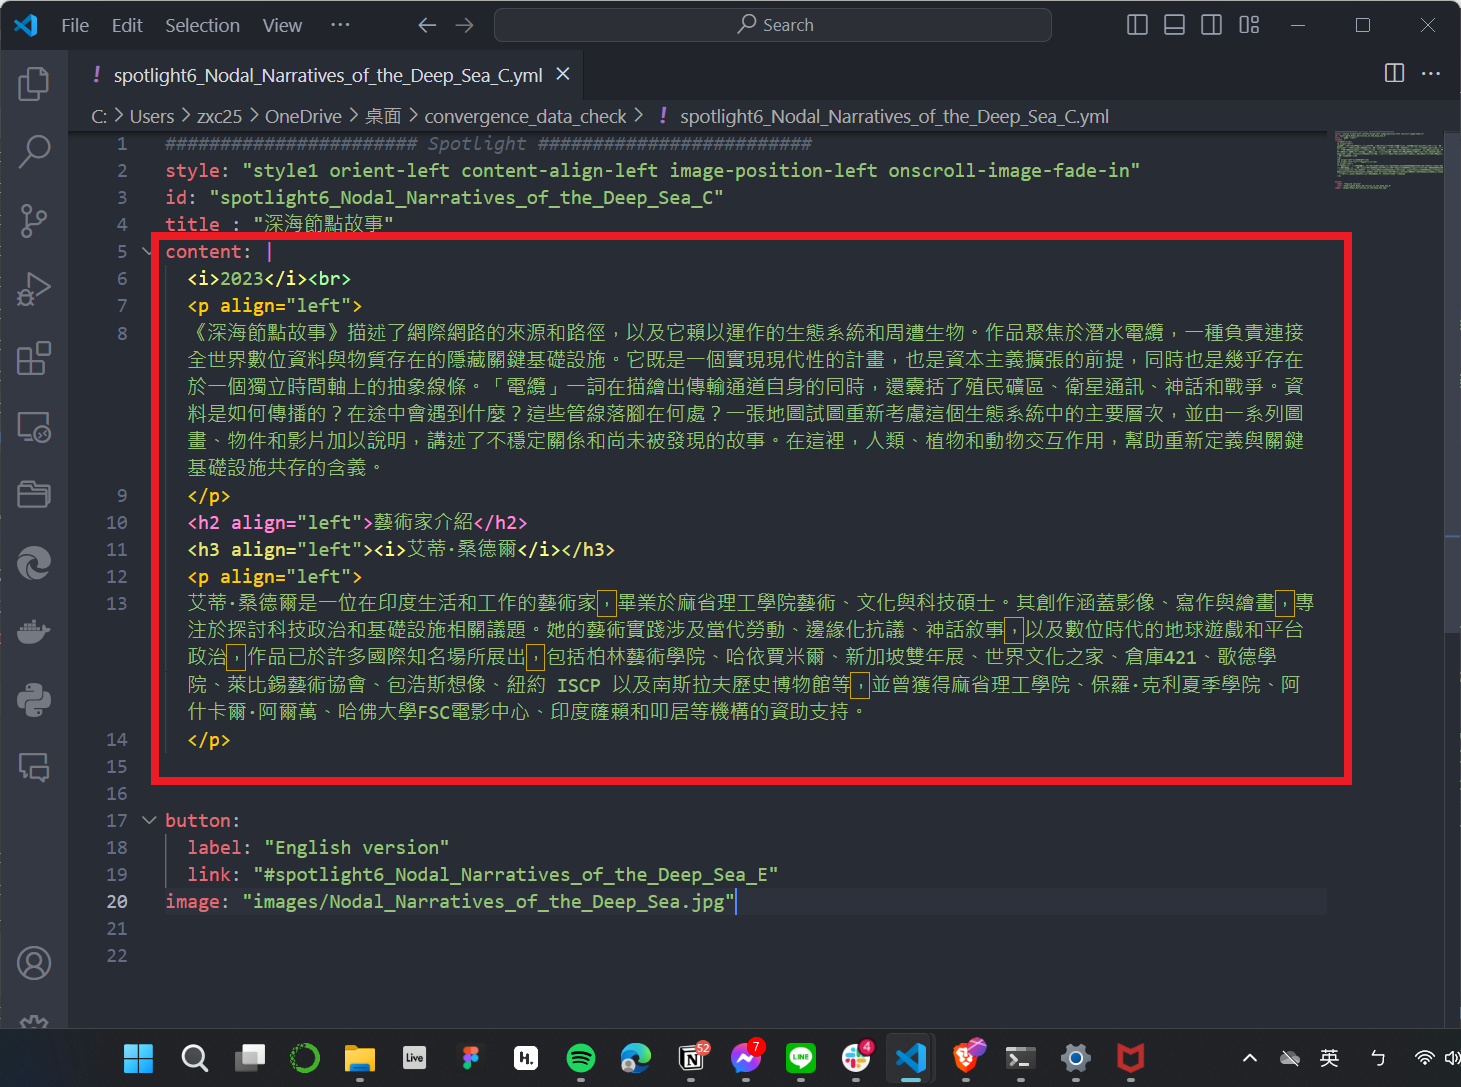 File Edit Selection View ··· Search
spotlight6_Nodal_Narratives_of_the_Deep_Sea_C.yml
C: > Users > zxc25 > OneDrive > 桌面 > convergence_data_check > ! spotlight6_Nodal_Narratives_of_the_Deep_Sea_C.yml
1 ####################### Spotlight #########################
2 style: "style1 orient-left content-align-left image-position-left onscroll-image-fade-in"
3 id: "spotlight6_Nodal_Narratives_of_the_Deep_Sea_C"
4 title : "深海節點故事"
5 content: |
6 <i>2023</i><br>
7 <p align="left">
8 《深海節點故事》描述了網際網路的來源和路徑，以及它賴以運作的生態系統和周遭生物。作品聚焦於潛水電纜，一種負責連接
全世界數位資料與物質存在的隱藏關鍵基礎設施。它既是一個實現現代性的計畫，也是資本主義擴張的前提，同時也是幾乎存在
於一個獨立時間軸上的抽象線條。「電纜」一詞在描繪出傳輸通道自身的同時，還囊括了殖民礦區、衛星通訊、神話和戰爭。資
料是如何傳播的？在途中會遇到什麼？這些管線落腳在何處？一張地圖試圖重新考慮這個生態系統中的主要層次，並由一系列圖
畫、物件和影片加以說明，講述了不穩定關係和尚未被發現的故事。在這裡，人類、植物和動物交互作用，幫助重新定義與關鍵
基礎設施共存的含義。
9 </p>
10 <h2 align="left">藝術家介紹</h2>
11 <h3 align="left"><i>艾蒂·桑德爾</i></h3>
12 <p align="left">
13 艾蒂·桑德爾是一位在印度生活和工作的藝術家，畢業於麻省理工學院藝術、文化與科技碩士。其創作涵蓋影像、寫作與繪畫，專
注於探討科技政治和基礎設施相關議題。她的藝術實踐涉及當代勞動、邊緣化抗議、神話敘事，以及數位時代的地球遊戲和平台
政治，作品已於許多國際知名場所展出，包括柏林藝術學院、哈依賈米爾、新加坡雙年展、世界文化之家、倉庫421、歌德學
院、萊比錫藝術協會、包浩斯想像、紐約 ISCP 以及南斯拉夫歷史博物館等，並曾獲得麻省理工學院、保羅·克利夏季學院、阿
什卡爾·阿爾萬、哈佛大學FSC電影中心、印度薩賴和叩居等機構的資助支持。
14 </p>
15
16
17 button:
18 label: "English version"
19 link: "#spotlight6_Nodal_Narratives_of_the_Deep_Sea_E"
20 image: "images/Nodal_Narratives_of_the_Deep_Sea.jpg"
21
22
Live H. 52 7 LINE 4 英 ㄅ